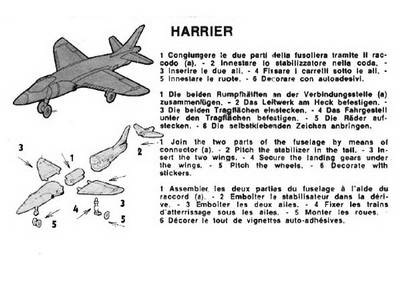 HARRIER
1 Congiungere le due parti della fusoliera tramite il rac-
codo (a). - 2 Innestare lo stabilizzatore nella coda. -
3 Inserire le due ali. - 4 Fissare i carrelli sotto le ali. -
5 Innestare le ruote. - 6 Decorare con autoadesivi.
1 Die beiden Rumpfhälften an der Verbindungsstelle (a)
zusammenfügen. - 2 Das Leitwerk am Heck befestigen. -
3 Die beiden Tragflächen einstecken. - 4 Das Fahrgestell
unter den Tragflächen befestigen. - 5 Die Räder auf-
stecken. - 6 Die selbstklebenden Zeichen anbringen.
1 Join the two parts of the fuselage by means of
connector (a). - 2 Pitch the stabilizer in the tail. - 3 In-
sert the two wings. - 4 Secure the landing gears under
the wings. - 5 Pitch the wheels. - 6 Decorate with
stickers.
1 Assembler les deux parties du fuselage à l'aide du
raccord (a). - 2 Emboîter le stabilisateur dans la déri-
ve. - 3 Emboîter les deux ailes. - 4 Fixer les trains
d'atterrissage sous les ailes. - 5 Monter les roues. -
6 Décorer le tout de vignettes auto-adhésives.
2
3
1
a
3
4
5
5